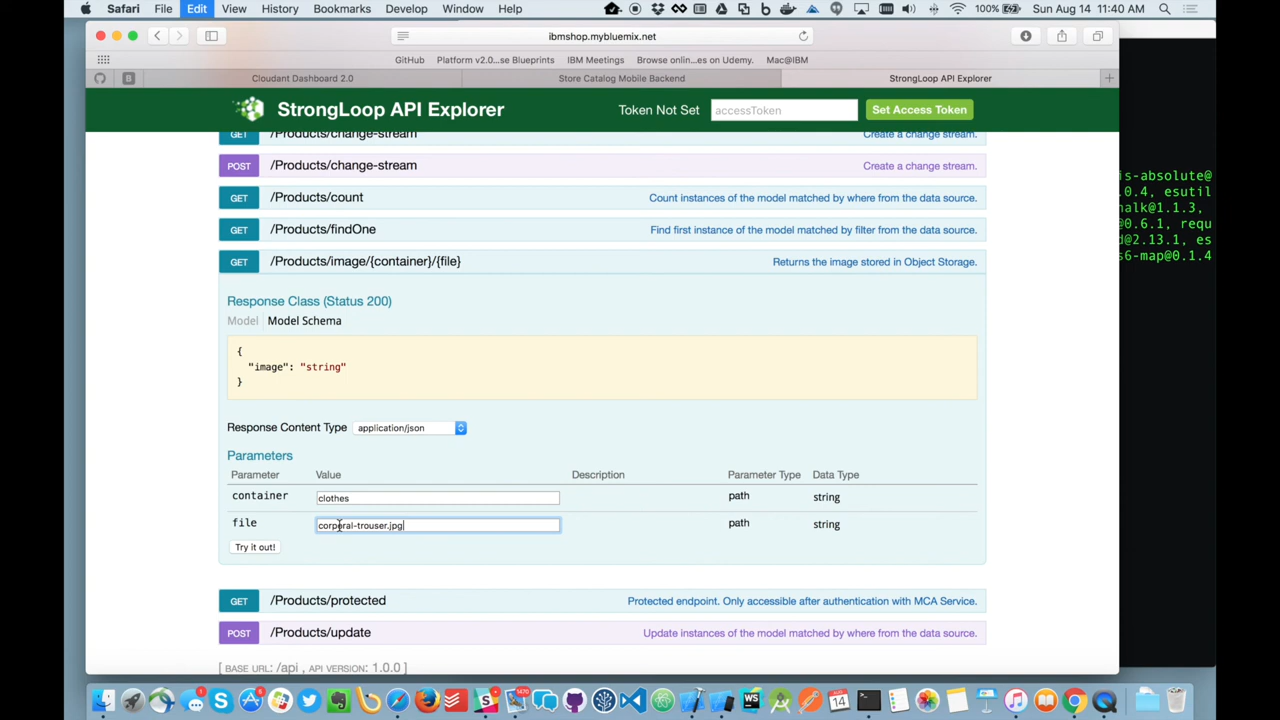 Safari File Edit View History Bookmarks Develop Window Help 100% Sun Aug 14 11:40 AM
ibmshop.mybluemix.net
GitHub Platform v2.0...se Blueprints IBM Meetings Browse onlin...es on Udemy. Mac@IBM
B Cloudant Dashboard 2.0 Store Catalog Mobile Backend StrongLoop API Explorer +
StrongLoop API Explorer Token Not Set accessToken Set Access Token
GET /Products/change-stream Create a change stream.
POST /Products/change-stream Create a change stream.
is-absolute@
.0.4, esutil
GET /Products/count Count instances of the model matched by where from the data source.
halk@1.1.3,
@0.6.1, requ
GET /Products/findOne Find first instance of the model matched by filter from the data source.
d@2.13.1, es
s6-map@0.1.4
GET /Products/image/{container}/{file} Returns the image stored in Object Storage.
Response Class (Status 200)
Model Model Schema
{
"image": "string"
}
Response Content Type application/json
Parameters
Parameter Value Description Parameter Type Data Type
container clothes path string
file corporal-trouser.jpg path string
Try it out!
GET /Products/protected Protected endpoint. Only accessible after authentication with MCA Service.
POST /Products/update Update instances of the model matched by where from the data source.
[ BASE URL: /api , API VERSION: 1.0.0 ]